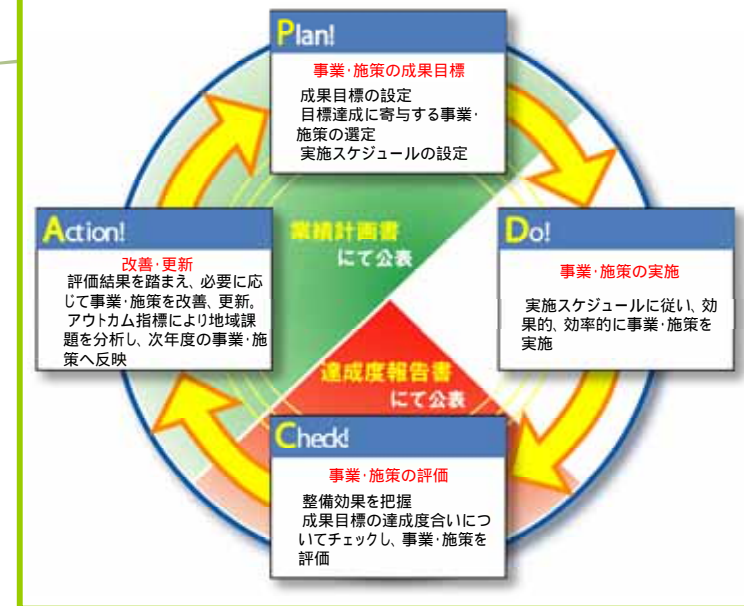 Plan!
事業・施策の成果目標
成果目標の設定
目標達成に寄与する事業・
施策の選定
実施スケジュールの設定
Action!
改善・更新
評価結果を踏まえ、必要に応
じて事業・施策を改善、更新。
アウトカム指標により地域課
題を分析し、次年度の事業・施
策へ反映
業績計画書
にて公表
Do!
事業・施策の実施
実施スケジュールに従い、効
果的、効率的に事業・施策を
実施
達成度報告書
にて公表
Check!
事業・施策の評価
整備効果を把握
成果目標の達成度合いにつ
いてチェックし、事業・施策を
評価